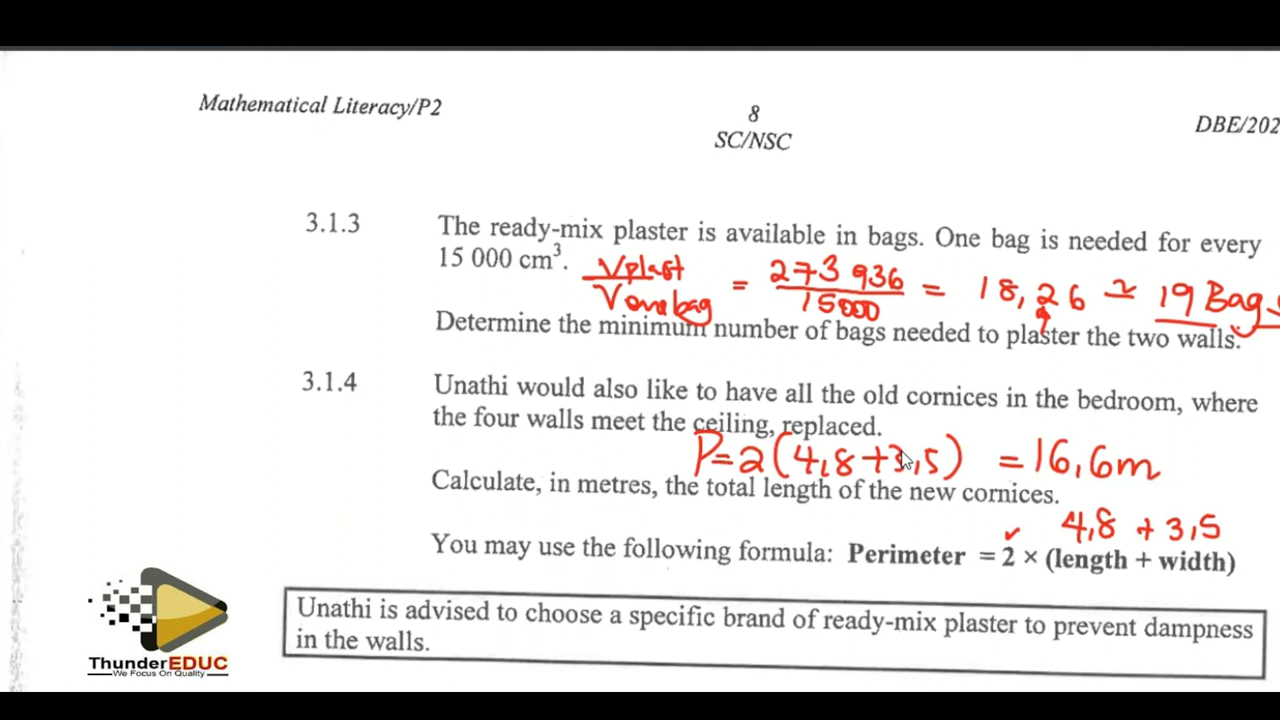 Mathematical Literacy/P2
8
SC/NSC
DBE/202
3.1.3 The ready-mix plaster is available in bags. One bag is needed for every
15 000 cm³. Vplast / Vone bag = 273 936 / 15000 = 18,26 ≃ 19 Bags
Determine the minimum number of bags needed to plaster the two walls.
3.1.4 Unathi would also like to have all the old cornices in the bedroom, where
the four walls meet the ceiling, replaced.
P=2(4,8+3,5) =16,6m
Calculate, in metres, the total length of the new cornices.
4,8 + 3,5
You may use the following formula: Perimeter = 2 × (length + width)
Unathi is advised to choose a specific brand of ready-mix plaster to prevent dampness
in the walls.
ThunderEDUC
We Focus On Quality